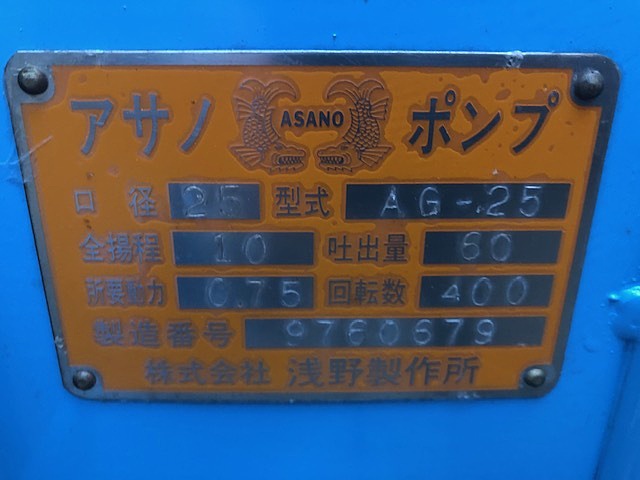 アサノ ASANO ポンプ
口径 25 型式 AG-25
全揚程 10 吐出量 60
所要動力 0.75 回転数 400
製造番号 9760679
株式会社 浅野製作所